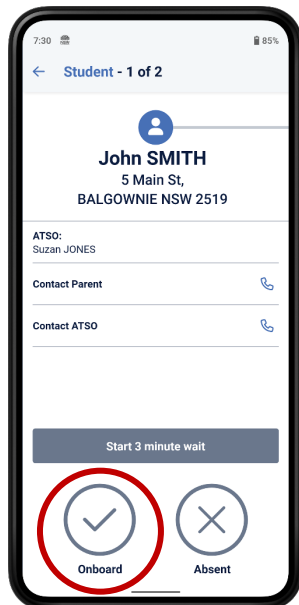 7:30 85%
Student - 1 of 2
John SMITH
5 Main St,
BALGOWNIE NSW 2519
ATSO:
Suzan JONES
Contact Parent
Contact ATSO
Start 3 minute wait
Onboard Absent